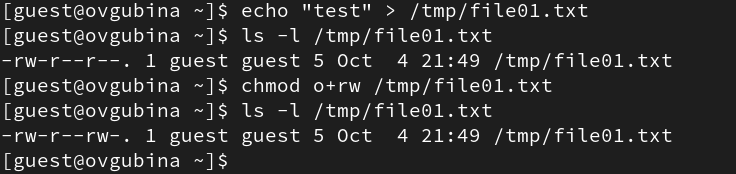 [guest@ovgubina ~]$ echo "test" > /tmp/file01.txt
[guest@ovgubina ~]$ ls -l /tmp/file01.txt
-rw-r--r--. 1 guest guest 5 Oct  4 21:49 /tmp/file01.txt
[guest@ovgubina ~]$ chmod o+rw /tmp/file01.txt
[guest@ovgubina ~]$ ls -l /tmp/file01.txt
-rw-r--rw-. 1 guest guest 5 Oct  4 21:49 /tmp/file01.txt
[guest@ovgubina ~]$